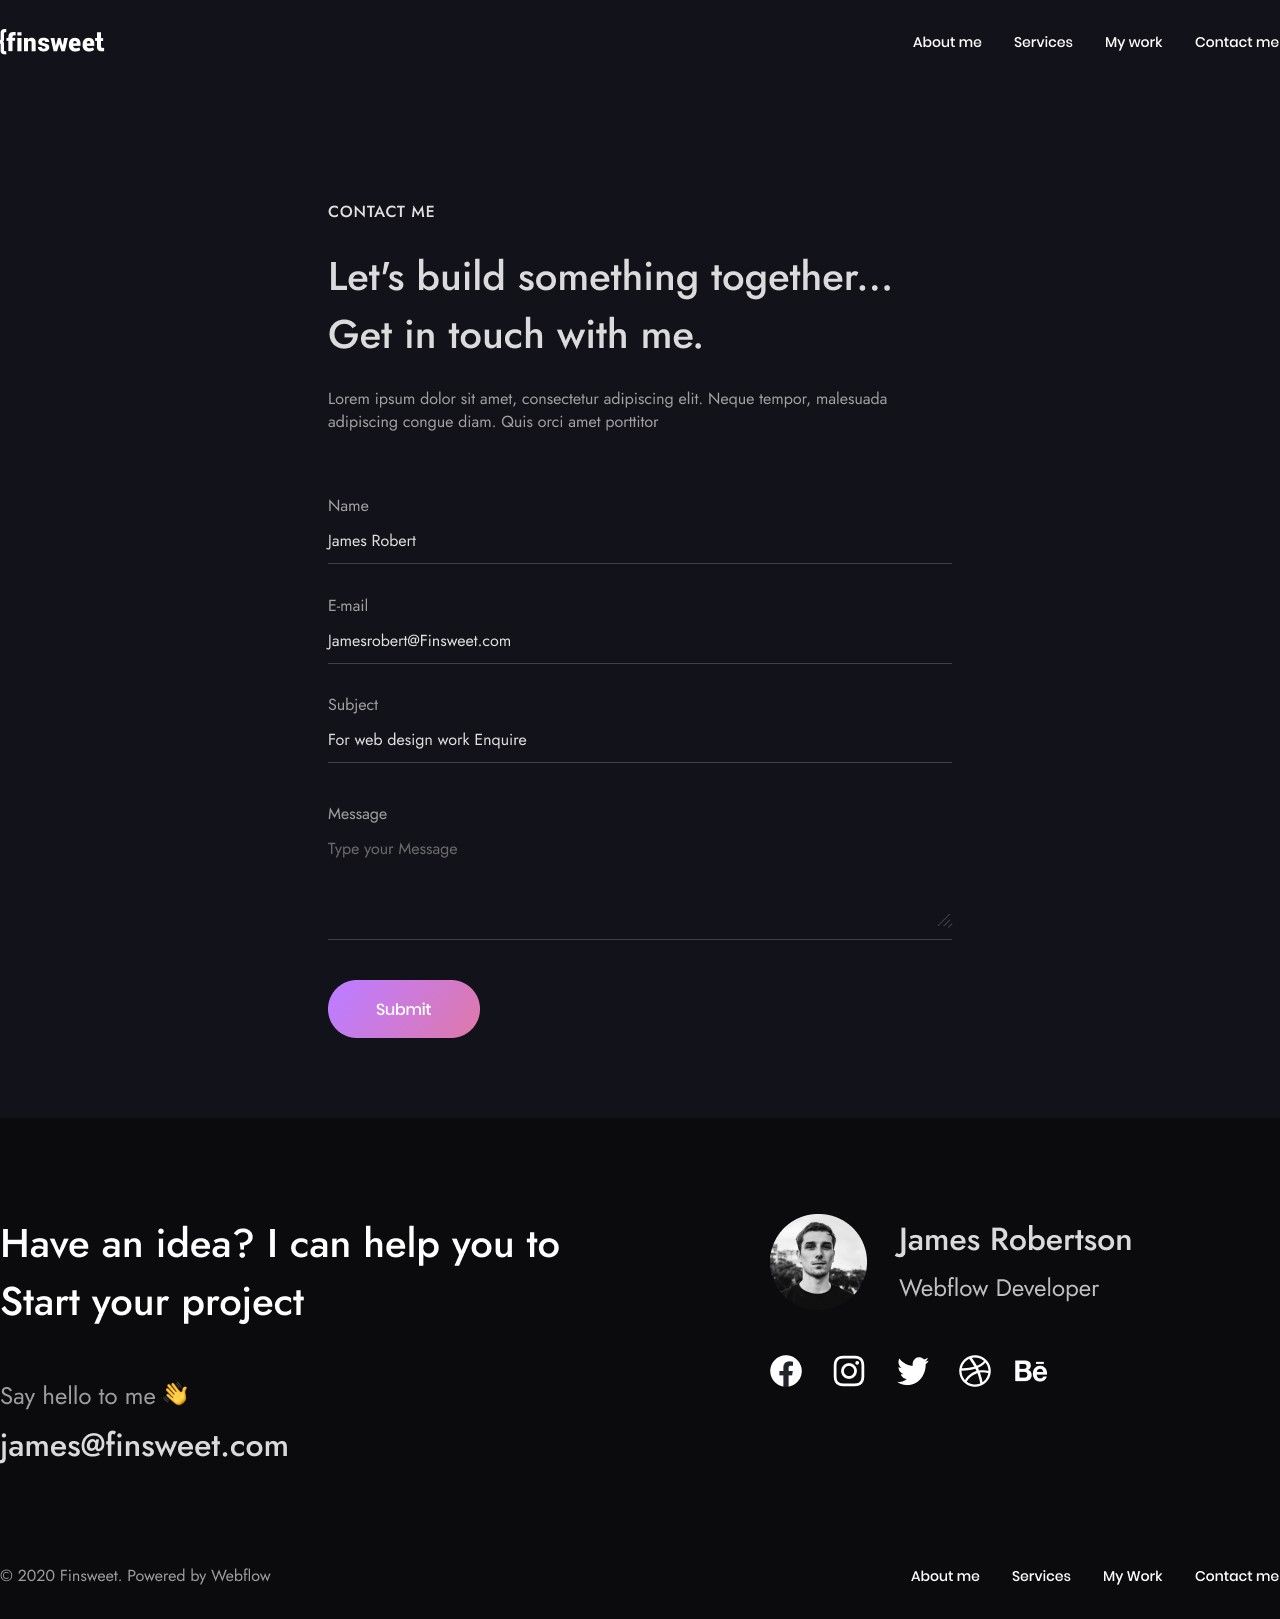 {finsweet
About me Services My work Contact me
CONTACT ME
Let's build something together...
Get in touch with me.
Lorem ipsum dolor sit amet, consectetur adipiscing elit. Neque tempor, malesuada
adipiscing congue diam. Quis orci amet porttitor
Name
James Robert
E-mail
Jamesrobert@Finsweet.com
Subject
For web design work Enquire
Message
Type your Message
Submit
Have an idea? I can help you to
Start your project
Say hello to me 👋
james@finsweet.com
James Robertson
Webflow Developer
Bē
© 2020 Finsweet. Powered by Webflow
About me Services My Work Contact me